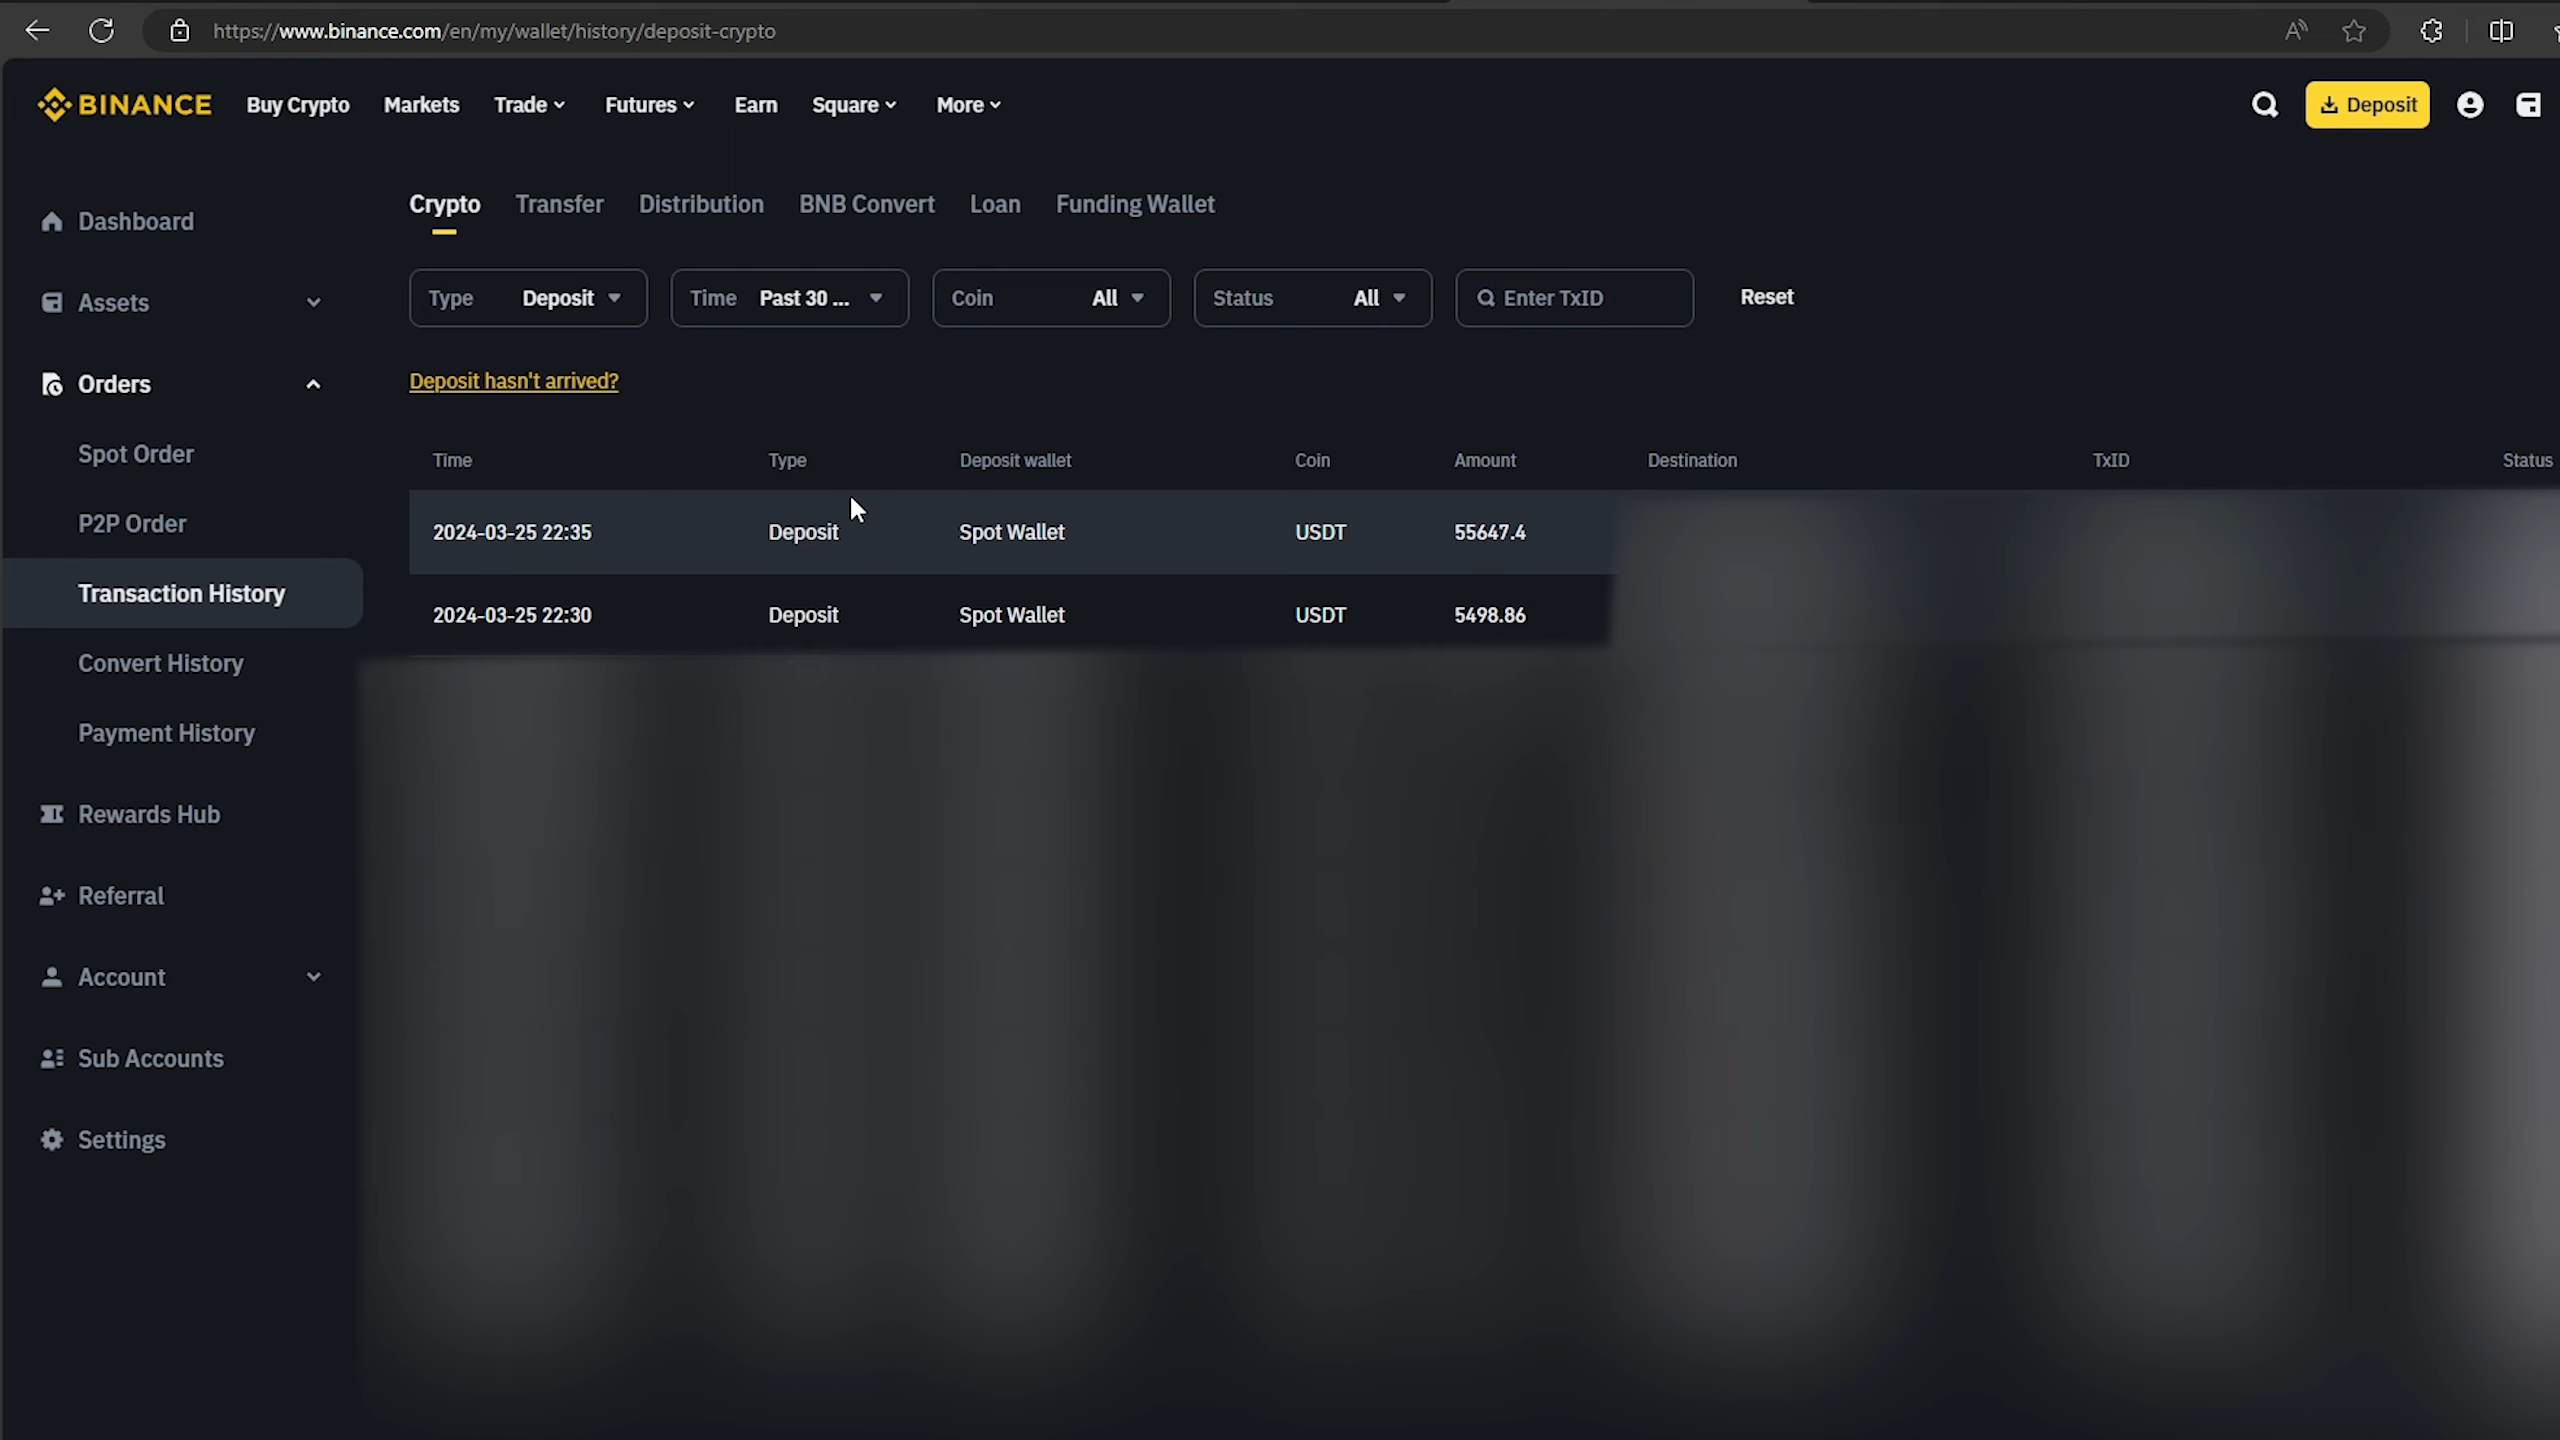 https://www.binance.com/en/my/wallet/history/deposit-crypto
BINANCE Buy Crypto Markets Trade Futures Earn Square More Deposit
Crypto Transfer Distribution BNB Convert Loan Funding Wallet
Dashboard
Assets
Orders
Spot Order
P2P Order
Transaction History
Convert History
Payment History
Rewards Hub
Referral
Account
Sub Accounts
Settings
Type Deposit Time Past 30 ... Coin All Status All Enter TxID Reset
Deposit hasn't arrived?
Time Type Deposit wallet Coin Amount Destination TxID Status
2024-03-25 22:35 Deposit Spot Wallet USDT 55647.4
2024-03-25 22:30 Deposit Spot Wallet USDT 5498.86